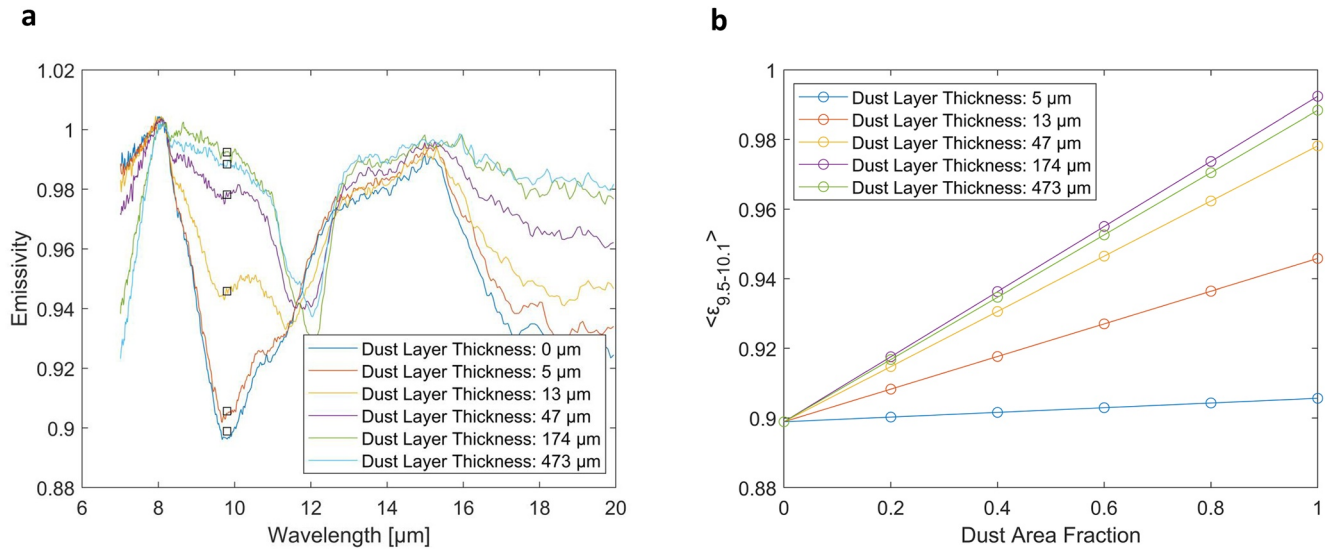 a
1.02
1
0.98
0.96
0.94
0.92
0.9
0.88
Emissivity
Dust Layer Thickness: 0 μm
Dust Layer Thickness: 5 μm
Dust Layer Thickness: 13 μm
Dust Layer Thickness: 47 μm
Dust Layer Thickness: 174 μm
Dust Layer Thickness: 473 μm
6 8 10 12 14 16 18 20
Wavelength [μm]
b
1
0.98
0.96
0.94
0.92
0.9
0.88
<ε9.5-10.1>
Dust Layer Thickness: 5 μm
Dust Layer Thickness: 13 μm
Dust Layer Thickness: 47 μm
Dust Layer Thickness: 174 μm
Dust Layer Thickness: 473 μm
0 0.2 0.4 0.6 0.8 1
Dust Area Fraction